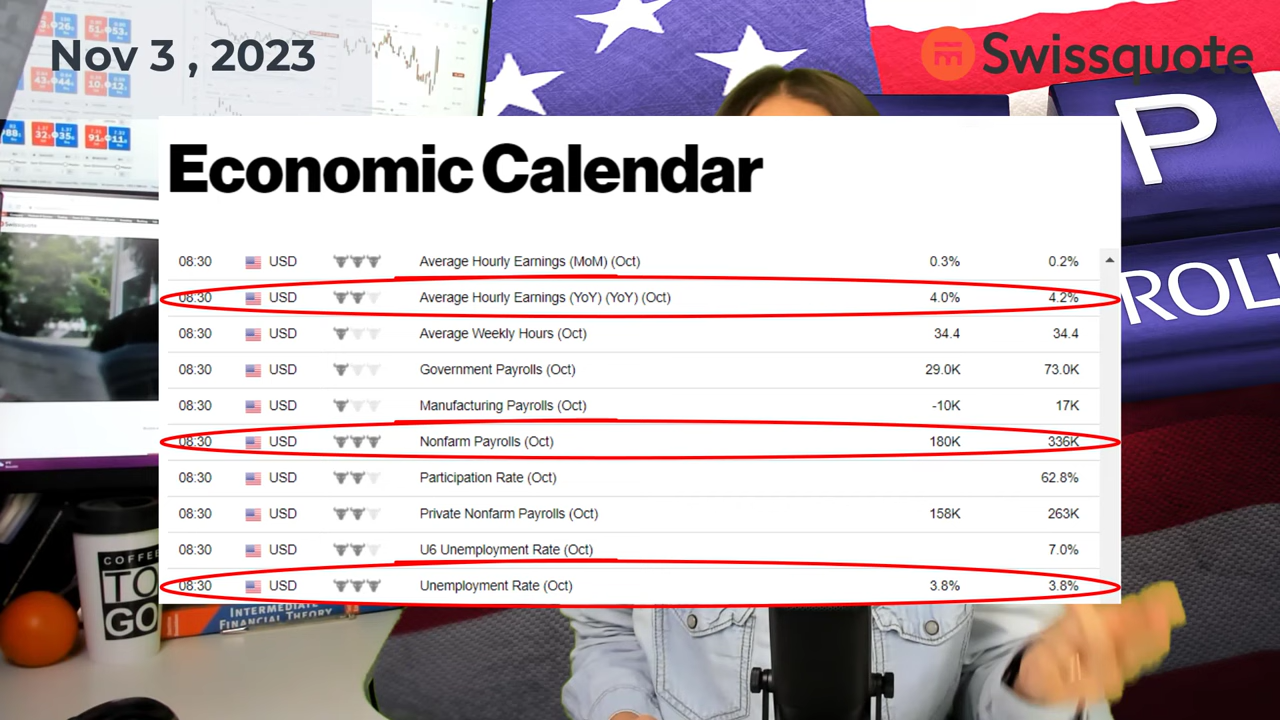 Nov 3 , 2023
Swissquote
P
ROL
Economic Calendar
08:30 USD Average Hourly Earnings (MoM) (Oct) 0.3% 0.2%
08:30 USD Average Hourly Earnings (YoY) (YoY) (Oct) 4.0% 4.2%
08:30 USD Average Weekly Hours (Oct) 34.4 34.4
08:30 USD Government Payrolls (Oct) 29.0K 73.0K
08:30 USD Manufacturing Payrolls (Oct) -10K 17K
08:30 USD Nonfarm Payrolls (Oct) 180K 336K
08:30 USD Participation Rate (Oct) 62.8%
08:30 USD Private Nonfarm Payrolls (Oct) 158K 263K
08:30 USD U6 Unemployment Rate (Oct) 7.0%
08:30 USD Unemployment Rate (Oct) 3.8% 3.8%
COFFEE
TO
GO
INTERMEDIATE
FINANCIAL THEORY